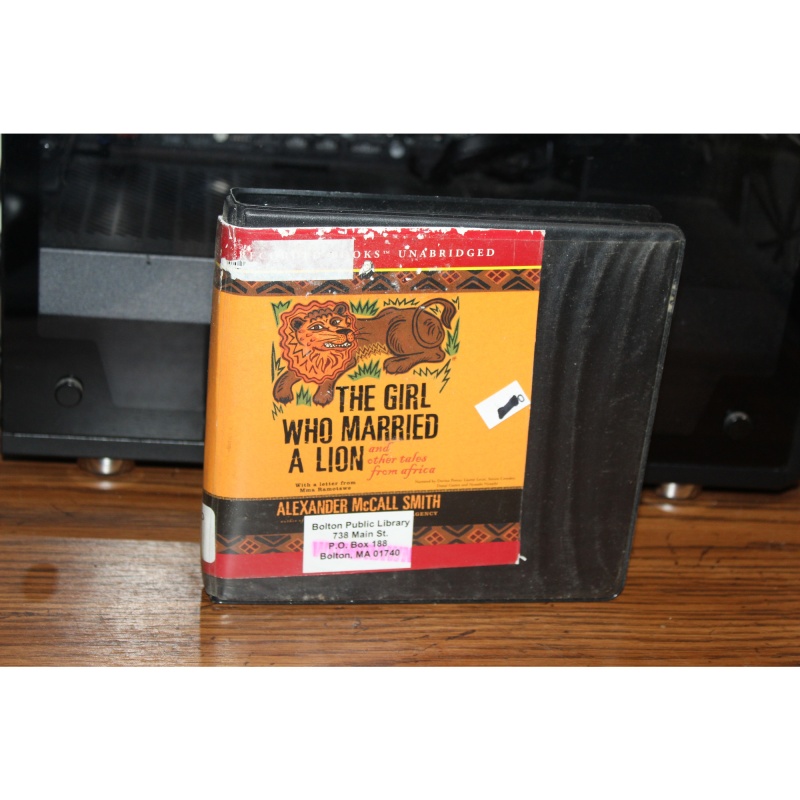 OOKS™ UNABRIDGED
THE GIRL
WHO MARRIED
A LION
and
other tales
from africa
With a letter from
Mma Ramotswe
ALEXANDER McCALL SMITH
Bolton Public Library
738 Main St.
P.O. Box 188
Bolton, MA 01740